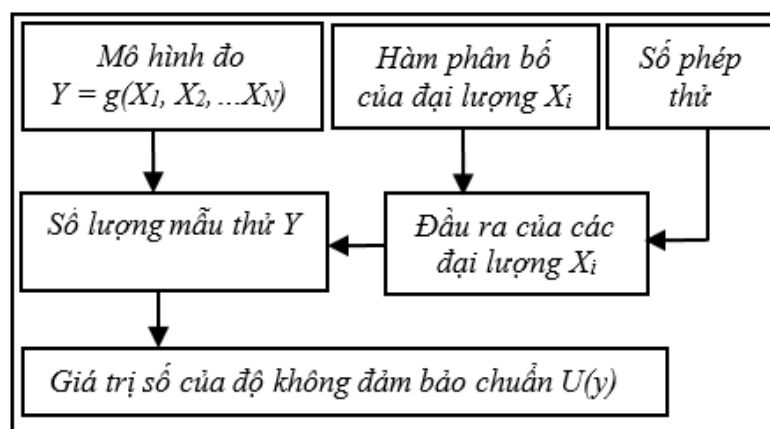 Mô hình đo
Y = g(X₁, X₂, ...X_N)
Hàm phân bố
của đại lượng Xᵢ
Số phép
thử
Số lượng mẫu thử Y
Đầu ra của các
đại lượng Xᵢ
Giá trị số của độ không đảm bảo chuẩn U(y)